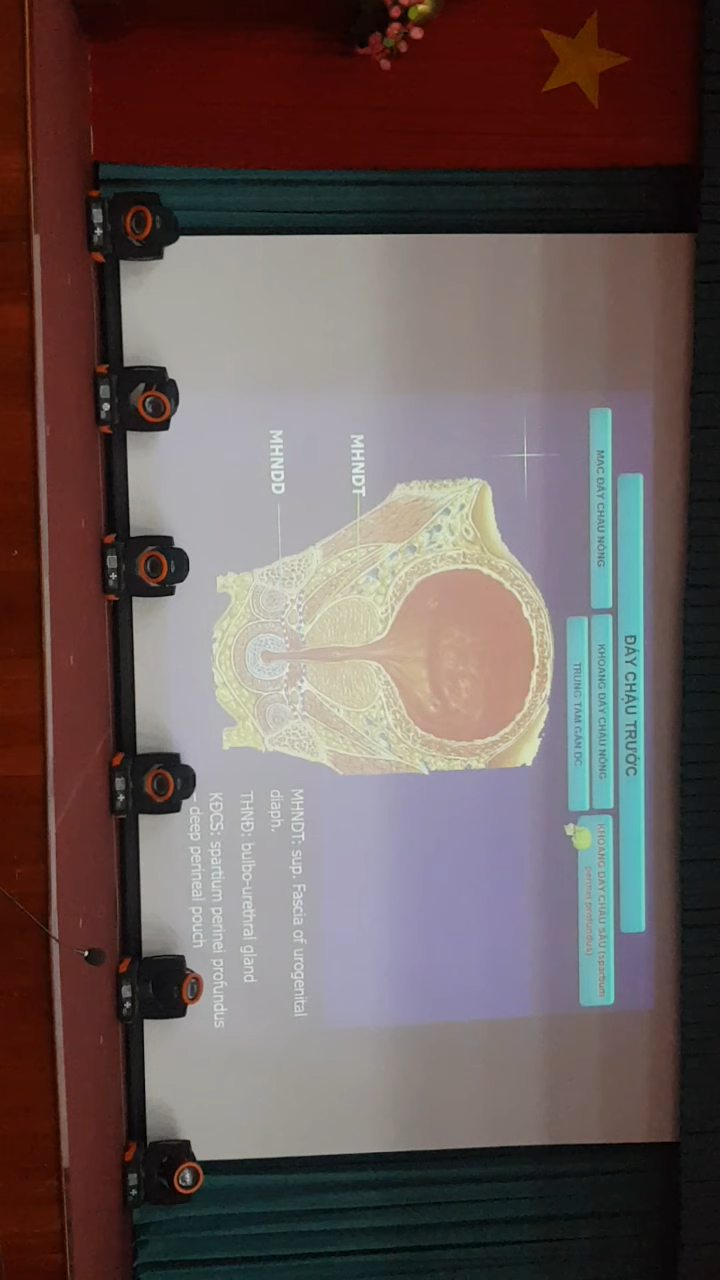 ĐÁY CHẬU TRƯỚC
MẠC ĐÁY CHẬU NÔNG
KHOANG ĐÁY CHẬU NÔNG
KHOANG ĐÁY CHẬU SÂU (spartium
perinei profundus)
TRUNG TÂM GÂN ĐC
MHNDT
MHNDD
MHNDT: sup. Fascia of urogenital
diaph.
THNĐ: bulbo-urethral gland
KĐCS: spartium perinei profundus
deep perineal pouch